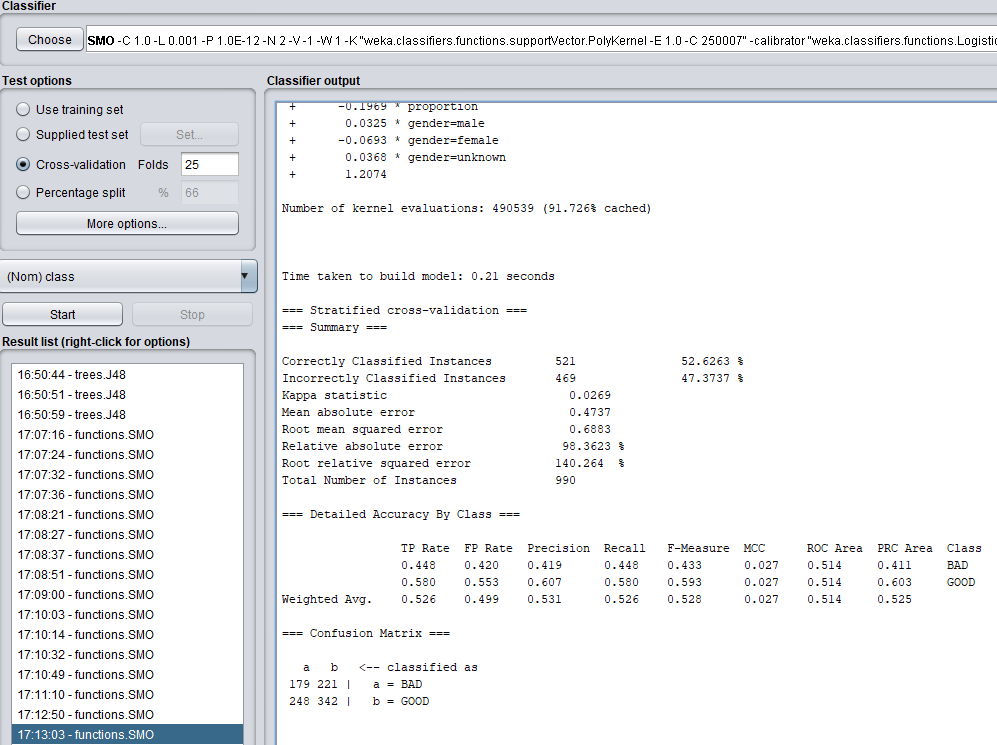 Classifier
Choose SMO -C 1.0 -L 0.001 -P 1.0E-12 -N 2 -V -1 -W 1 -K "weka.classifiers.functions.supportVector.PolyKernel -E 1.0 -C 250007" -calibrator "weka.classifiers.functions.Logistic
Test options
Use training set
Supplied test set Set...
Cross-validation Folds 25
Percentage split % 66
More options...
(Nom) class
Start Stop
Result list (right-click for options)
16:50:44 - trees.J48
16:50:51 - trees.J48
16:50:59 - trees.J48
17:07:16 - functions.SMO
17:07:24 - functions.SMO
17:07:32 - functions.SMO
17:07:36 - functions.SMO
17:08:21 - functions.SMO
17:08:27 - functions.SMO
17:08:37 - functions.SMO
17:08:51 - functions.SMO
17:09:00 - functions.SMO
17:10:03 - functions.SMO
17:10:14 - functions.SMO
17:10:32 - functions.SMO
17:10:49 - functions.SMO
17:11:10 - functions.SMO
17:12:50 - functions.SMO
17:13:03 - functions.SMO
Classifier output
+ -0.1969 * proportion
+ 0.0325 * gender=male
+ -0.0693 * gender=female
+ 0.0368 * gender=unknown
+ 1.2074
Number of kernel evaluations: 490539 (91.726% cached)
Time taken to build model: 0.21 seconds
=== Stratified cross-validation ===
=== Summary ===
Correctly Classified Instances 521 52.6263 %
Incorrectly Classified Instances 469 47.3737 %
Kappa statistic 0.0269
Mean absolute error 0.4737
Root mean squared error 0.6883
Relative absolute error 98.3623 %
Root relative squared error 140.264 %
Total Number of Instances 990
=== Detailed Accuracy By Class ===
TP Rate FP Rate Precision Recall F-Measure MCC ROC Area PRC Area Class
0.448 0.420 0.419 0.448 0.433 0.027 0.514 0.411 BAD
0.580 0.553 0.607 0.580 0.593 0.027 0.514 0.603 GOOD
Weighted Avg. 0.526 0.499 0.531 0.526 0.528 0.027 0.514 0.525
=== Confusion Matrix ===
a b <-- classified as
179 221 | a = BAD
248 342 | b = GOOD